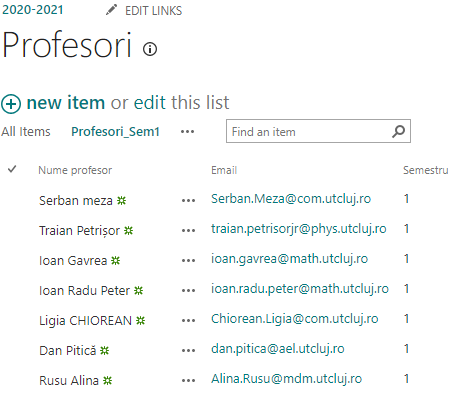 2020-2021 EDIT LINKS
Profesori
new item or edit this list
All Items Profesori_Sem1 ... Find an item
Nume profesor Email Semestru
Serban meza ... Serban.Meza@com.utcluj.ro 1
Traian Petrișor ... traian.petrisorjr@phys.utcluj.ro 1
Ioan Gavrea ... ioan.gavrea@math.utcluj.ro 1
Ioan Radu Peter ... ioan.radu.peter@math.utcluj.ro 1
Ligia CHIOREAN ... Chiorean.Ligia@com.utcluj.ro 1
Dan Pitică ... dan.pitica@ael.utcluj.ro 1
Rusu Alina ... Alina.Rusu@mdm.utcluj.ro 1